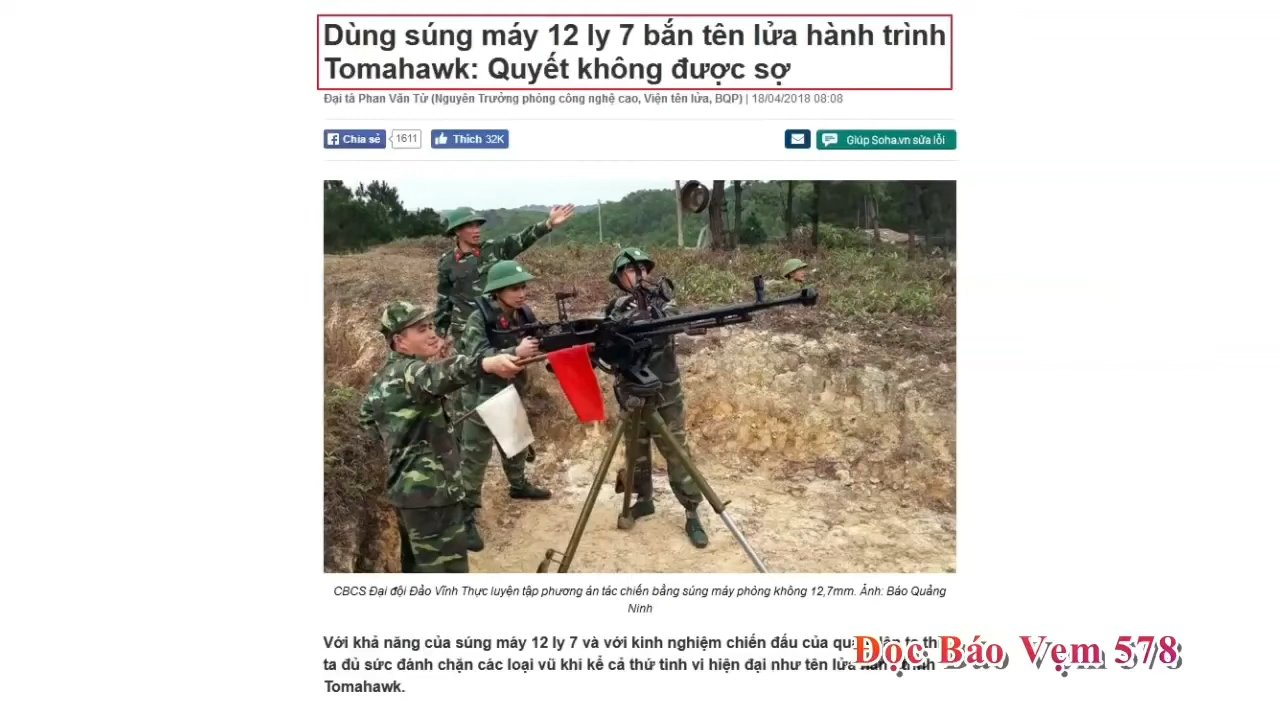 Dùng súng máy 12 ly 7 bắn tên lửa hành trình
Tomahawk: Quyết không được sợ
Đại tá Phan Văn Từ (Nguyên Trưởng phòng công nghệ cao, Viện tên lửa, BQP) | 18/04/2018 08:08
Chia sẻ 1611 Thích 32K Giúp Soha.vn sửa lỗi
CBCS Đại đội Đảo Vĩnh Thực luyện tập phương án tác chiến bằng súng máy phòng không 12,7mm. Ảnh: Báo Quảng
Ninh
Với khả năng của súng máy 12 ly 7 và với kinh nghiệm chiến đấu của
ta đủ sức đánh chặn các loại vũ khí kể cả thứ tinh vi hiện đại như tên lửa
Tomahawk.
Đọc Báo Vẹm 578